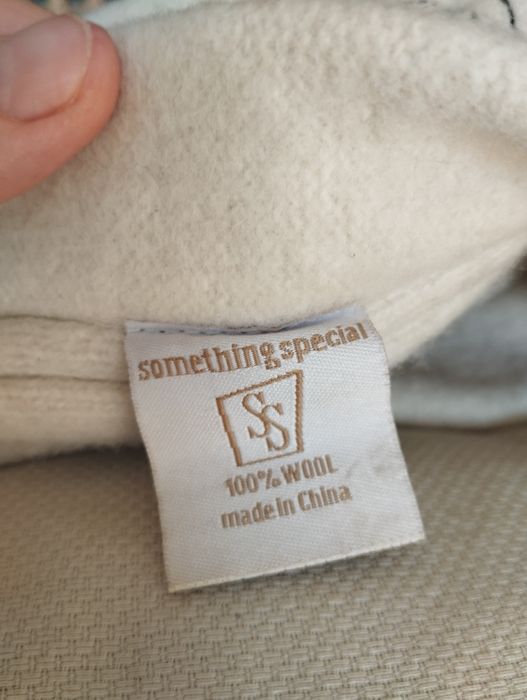 something special
SS
100% WOOL
made in China